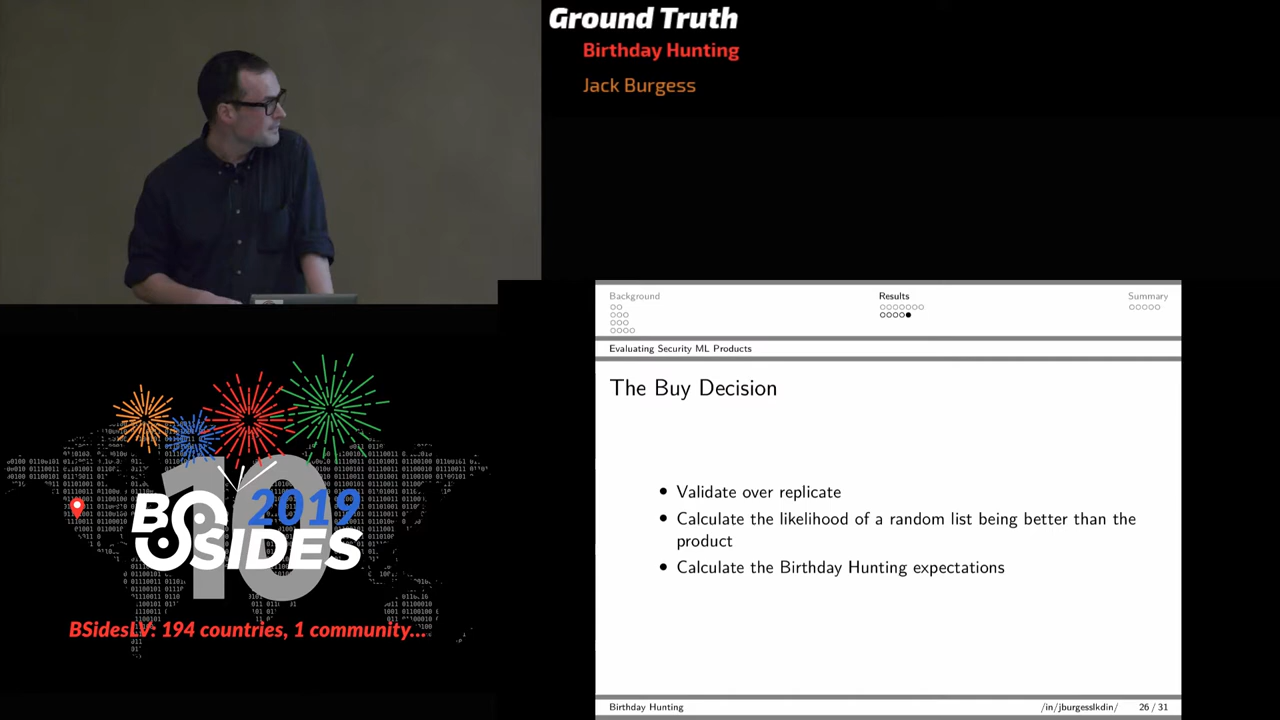 Ground Truth
Birthday Hunting
Jack Burgess
Background
Results
Summary
Evaluating Security ML Products
The Buy Decision
• Validate over replicate
• Calculate the likelihood of a random list being better than the
product
• Calculate the Birthday Hunting expectations
Birthday Hunting
/in/jburgesslkdin/
26 / 31
10
2019
BSIDES
BSidesLV: 194 countries, 1 community...